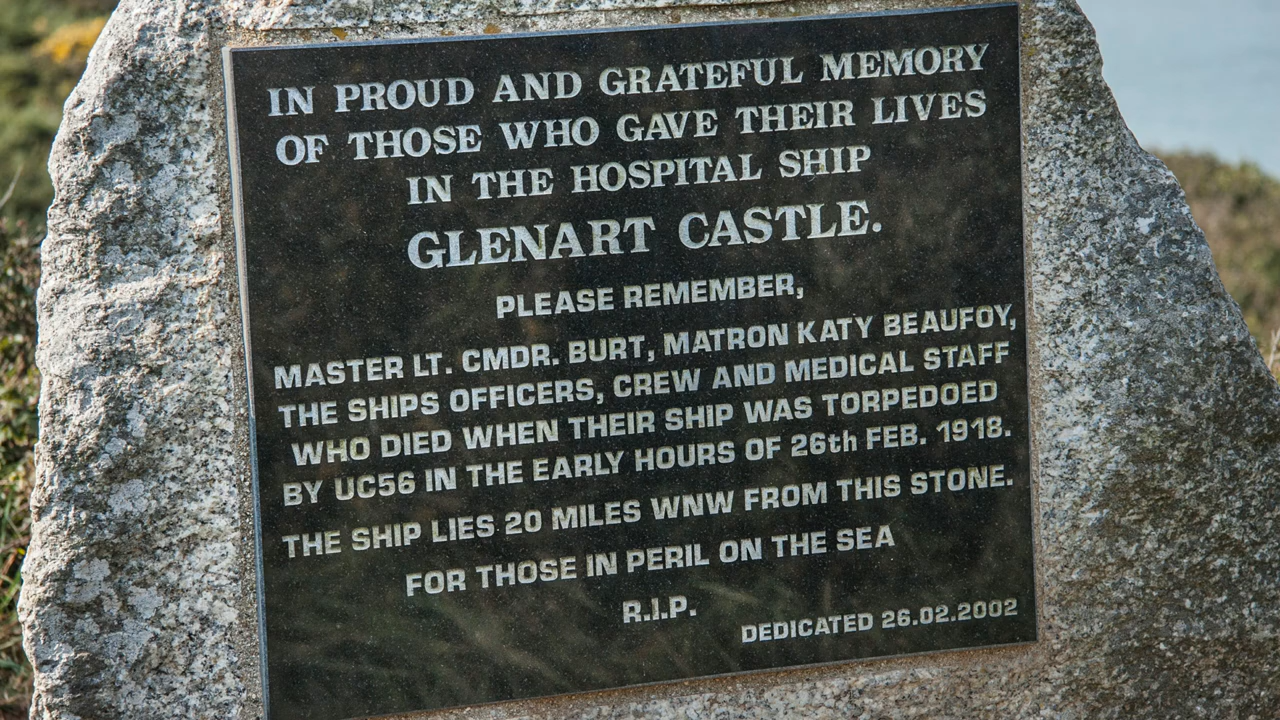 IN PROUD AND GRATEFUL MEMORY
OF THOSE WHO GAVE THEIR LIVES
IN THE HOSPITAL SHIP
GLENART CASTLE.
PLEASE REMEMBER,
MASTER LT. CMDR. BURT, MATRON KATY BEAUFOY,
THE SHIPS OFFICERS, CREW AND MEDICAL STAFF
WHO DIED WHEN THEIR SHIP WAS TORPEDOED
BY UC56 IN THE EARLY HOURS OF 26th FEB. 1918.
THE SHIP LIES 20 MILES WNW FROM THIS STONE.
FOR THOSE IN PERIL ON THE SEA
R.I.P.
DEDICATED 26.02.2002